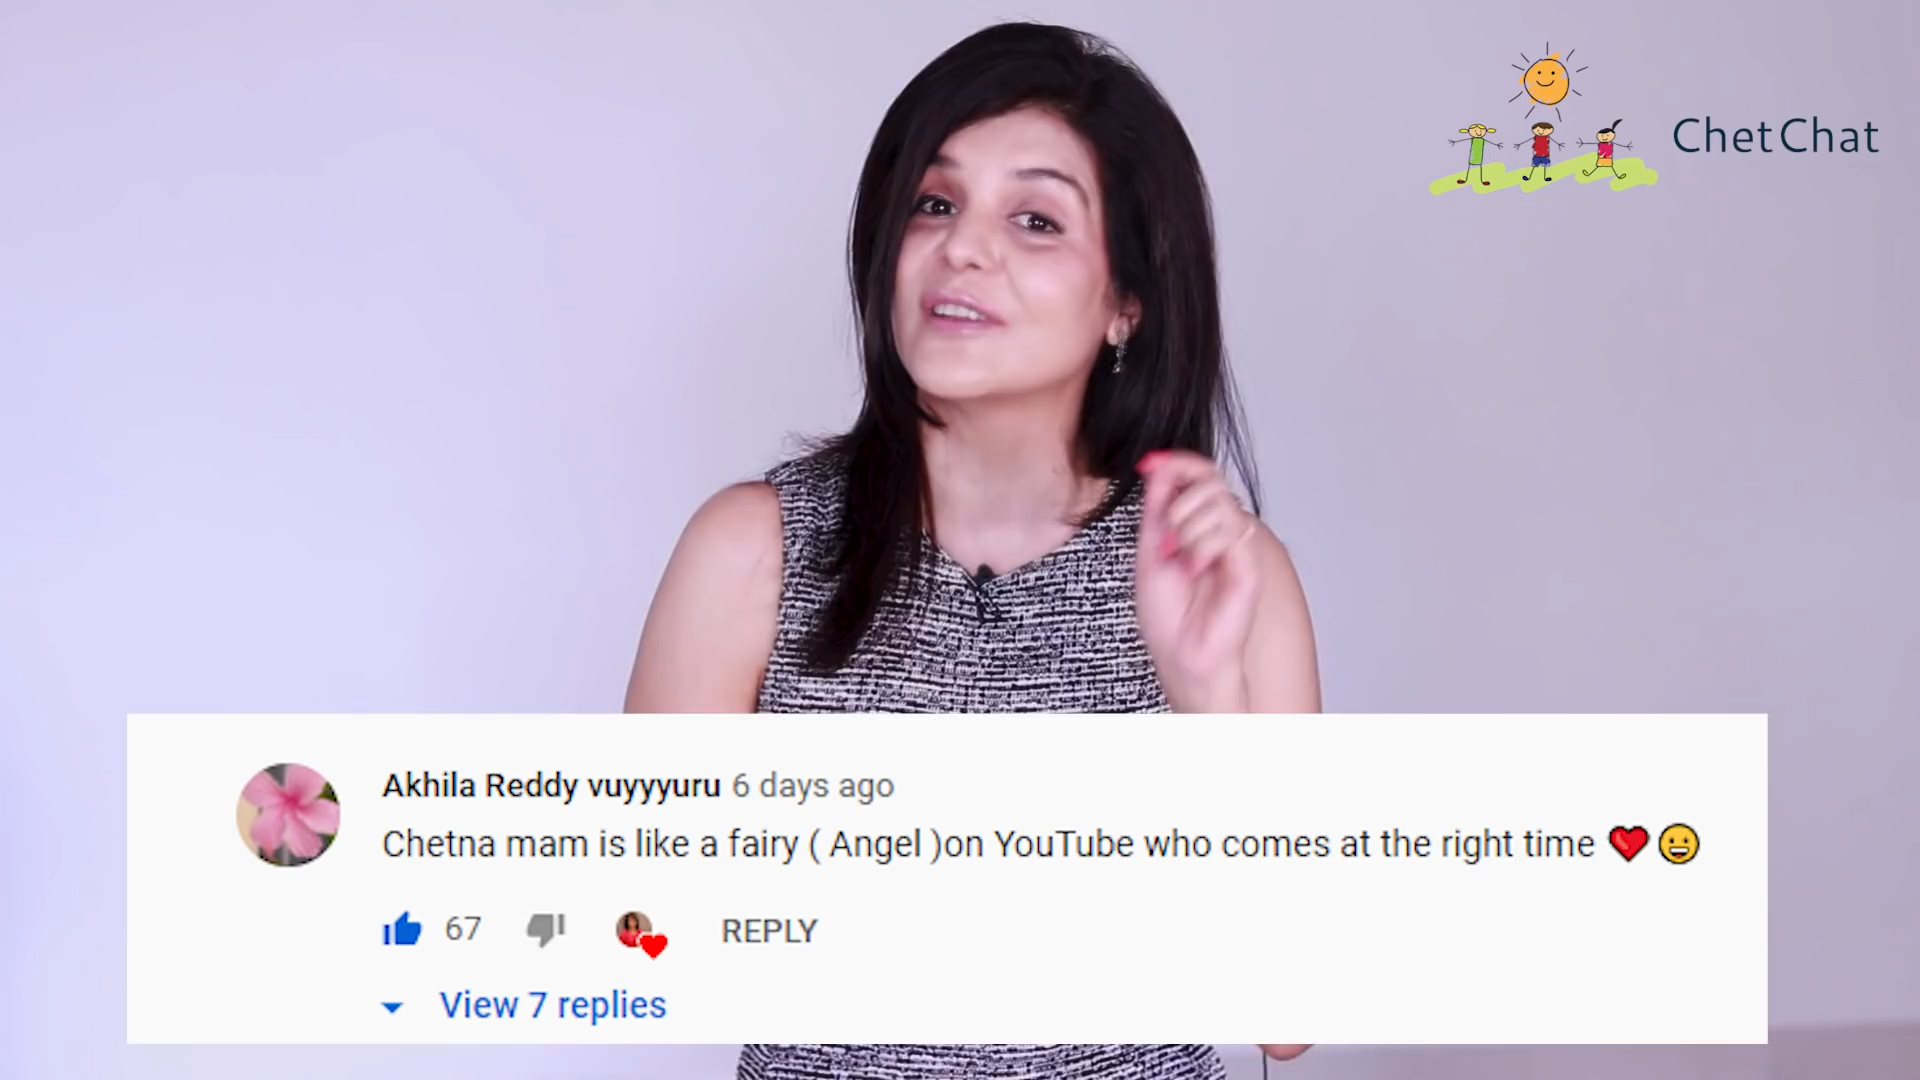 ChetChat
Akhila Reddy vuyyyuru 6 days ago
Chetna mam is like a fairy ( Angel )on YouTube who comes at the right time ❤️😀
67 REPLY
View 7 replies